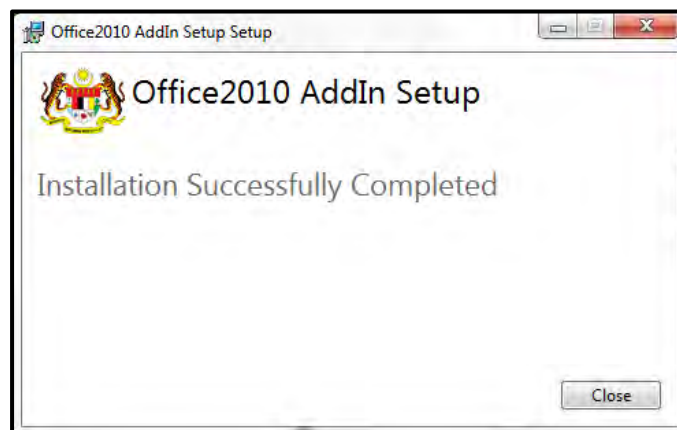 Office2010 AddIn Setup Setup
Office2010 AddIn Setup
Installation Successfully Completed
Close